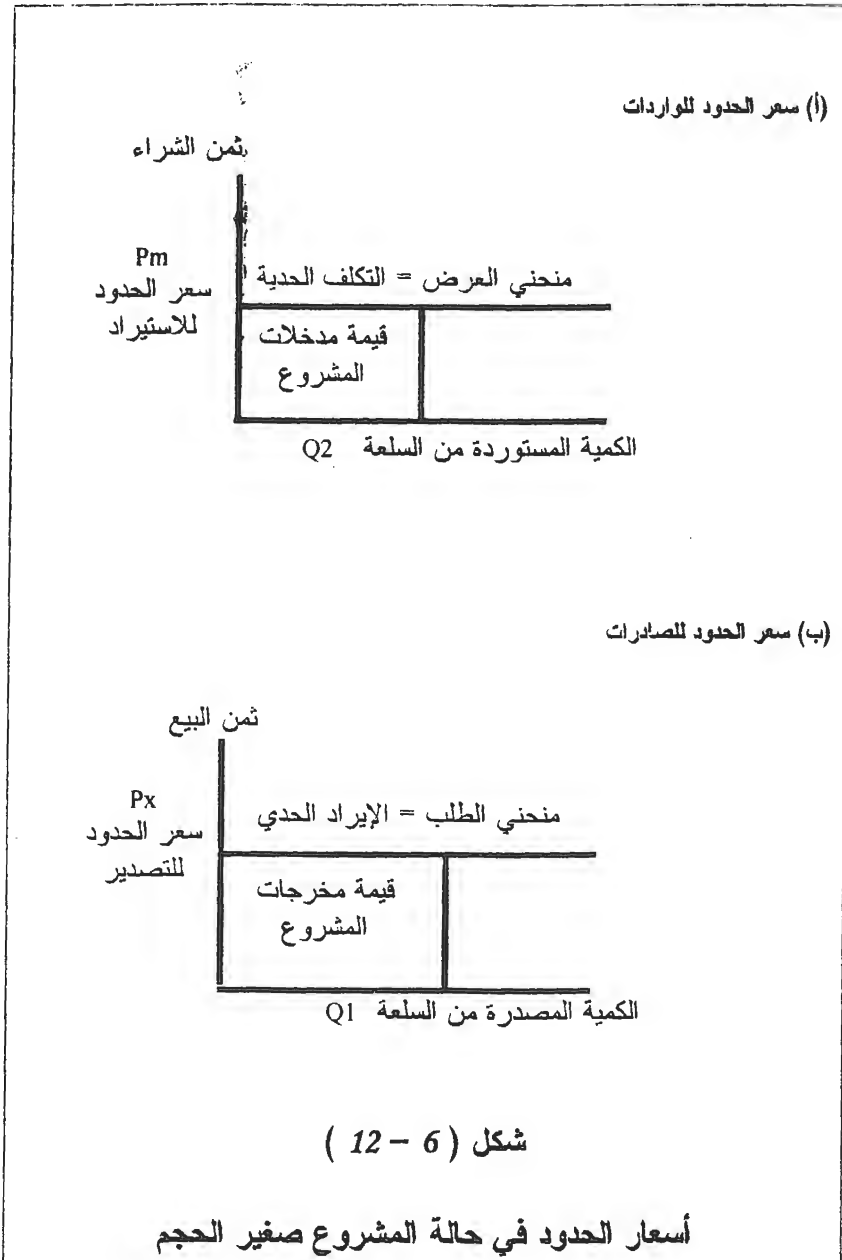 (أ) سعر الحدود للواردات
ثمن الشراء
Pm
سعر الحدود
للاستيراد
منحني العرض = التكلف الحدية
قيمة مدخلات
المشروع
الكمية المستوردة من السلعة Q2
(ب) سعر الحدود للصادرات
ثمن البيع
Px
سعر الحدود
للتصدير
منحني الطلب = الإيراد الحدي
قيمة مخرجات
المشروع
الكمية المصدرة من السلعة Q1
شكل ( 6 – 12 )
أسعار الحدود في حالة المشروع صغير الحجم